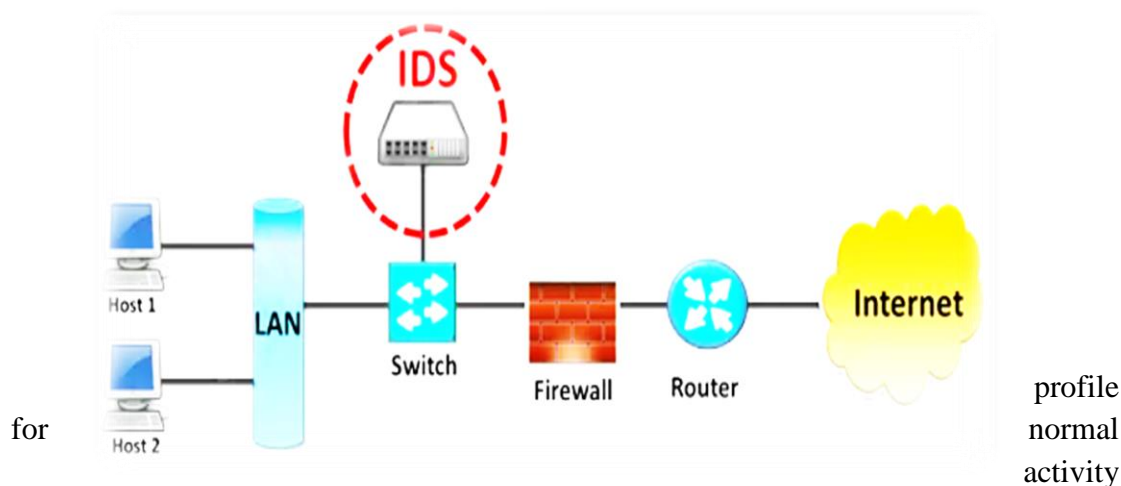 IDS
Host 1
LAN
Switch
Firewall
Router
Internet
Host 2
profile
for normal
activity